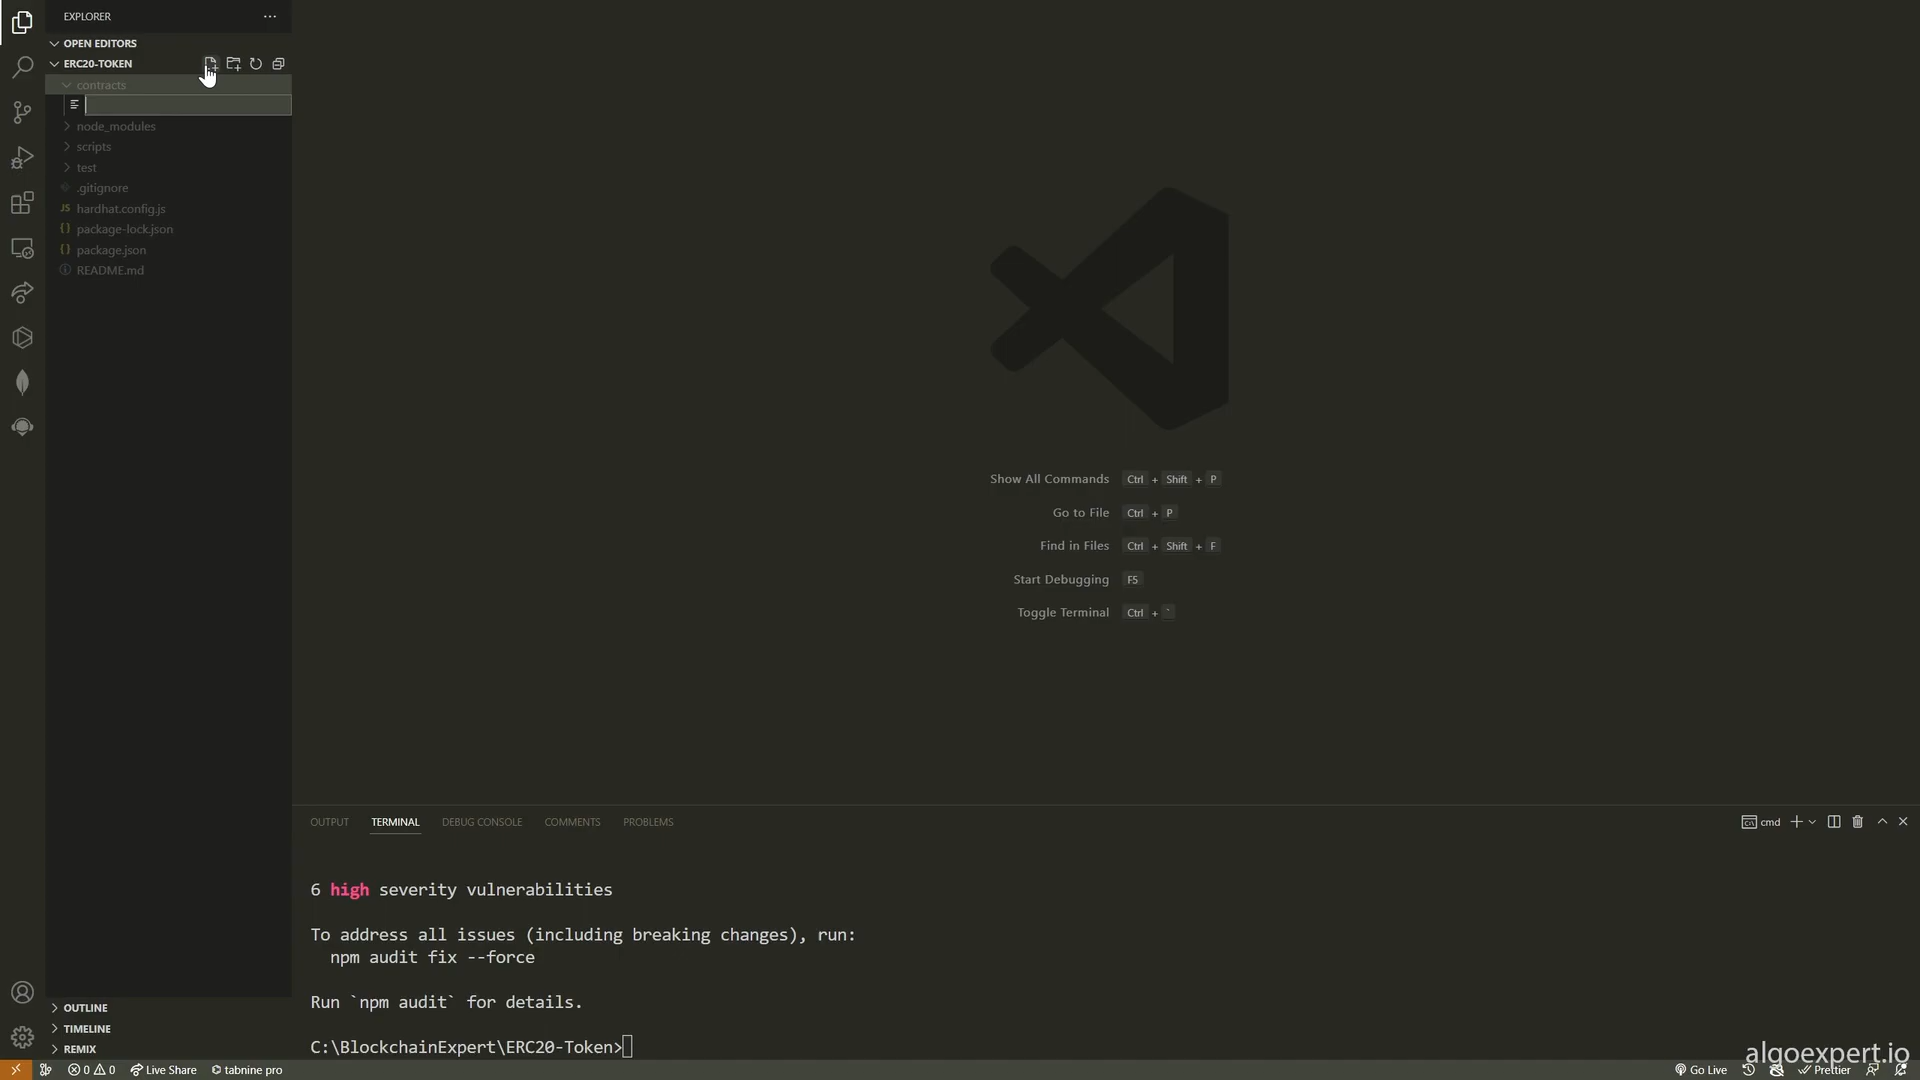 EXPLORER
OPEN EDITORS
ERC20-TOKEN
contracts
node_modules
scripts
test
.gitignore
JS hardhat.config.js
{} package-lock.json
{} package.json
README.md
OUTLINE
TIMELINE
REMIX
Show All Commands Ctrl + Shift + P
Go to File Ctrl + P
Find in Files Ctrl + Shift + F
Start Debugging F5
Toggle Terminal Ctrl + `
OUTPUT TERMINAL DEBUG CONSOLE COMMENTS PROBLEMS
cmd
6 high severity vulnerabilities
To address all issues (including breaking changes), run:
npm audit fix --force
Run `npm audit` for details.
C:\BlockchainExpert\ERC20-Token>
0 0 Live Share tabnine pro
Go Live Prettier
algoexpert.io